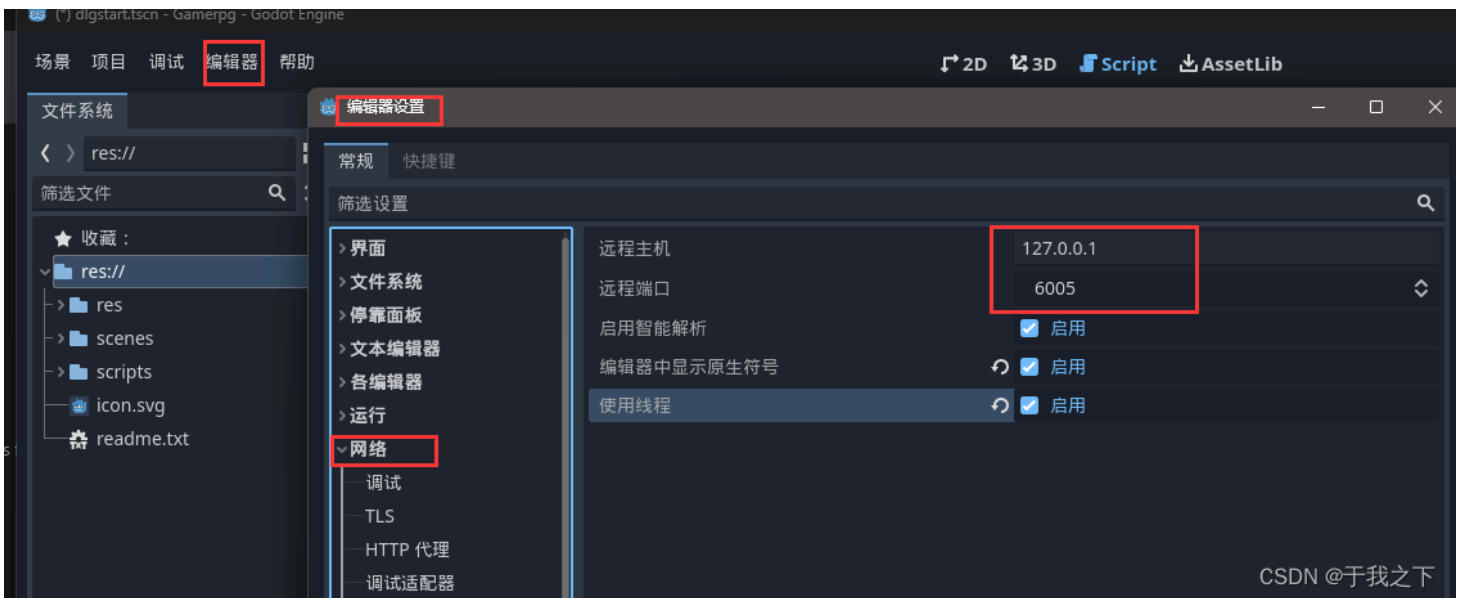 (*) dlgstart.tscn - Gamerpg - Godot Engine
场景 项目 调试 编辑器 帮助
2D 3D Script AssetLib
文件系统
res://
筛选文件
收藏：
res://
res
scenes
scripts
icon.svg
readme.txt
编辑器设置
常规 快捷键
筛选设置
界面
文件系统
停靠面板
文本编辑器
各编辑器
运行
网络
调试
TLS
HTTP 代理
调试适配器
远程主机 127.0.0.1
远程端口 6005
启用智能解析 启用
编辑器中显示原生符号 启用
使用线程 启用
CSDN @于我之下